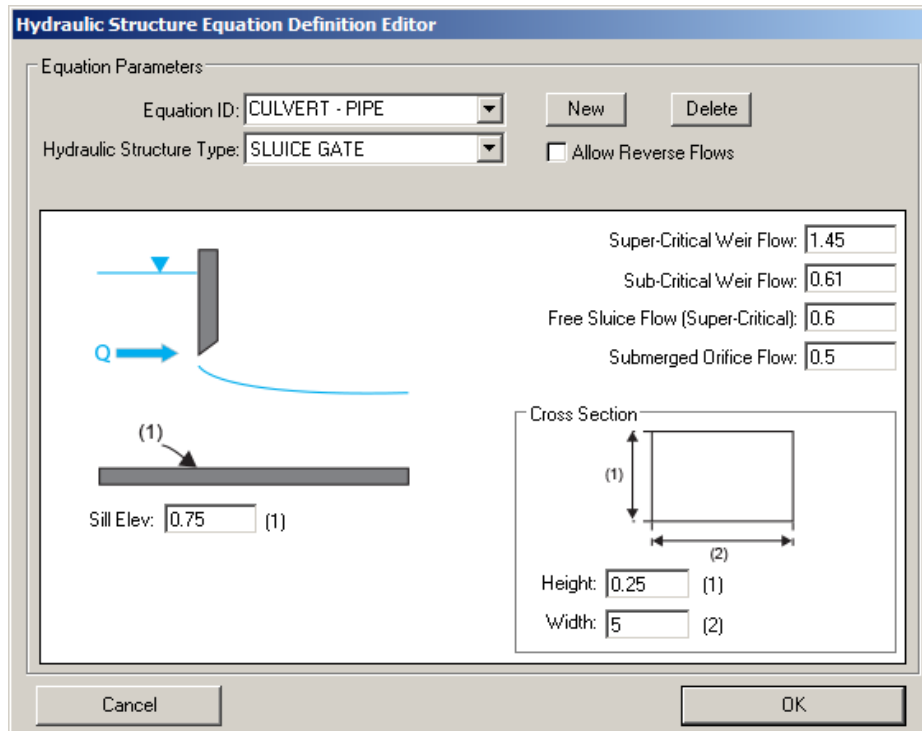 Hydraulic Structure Equation Definition Editor
Equation Parameters
Equation ID: CULVERT - PIPE New Delete
Hydraulic Structure Type: SLUICE GATE Allow Reverse Flows
Super-Critical Weir Flow: 1.45
Sub-Critical Weir Flow: 0.61
Free Sluice Flow (Super-Critical): 0.6
Submerged Orifice Flow: 0.5
Q
(1)
Sill Elev: 0.75 (1)
Cross Section
(1)
(2)
Height: 0.25 (1)
Width: 5 (2)
Cancel OK